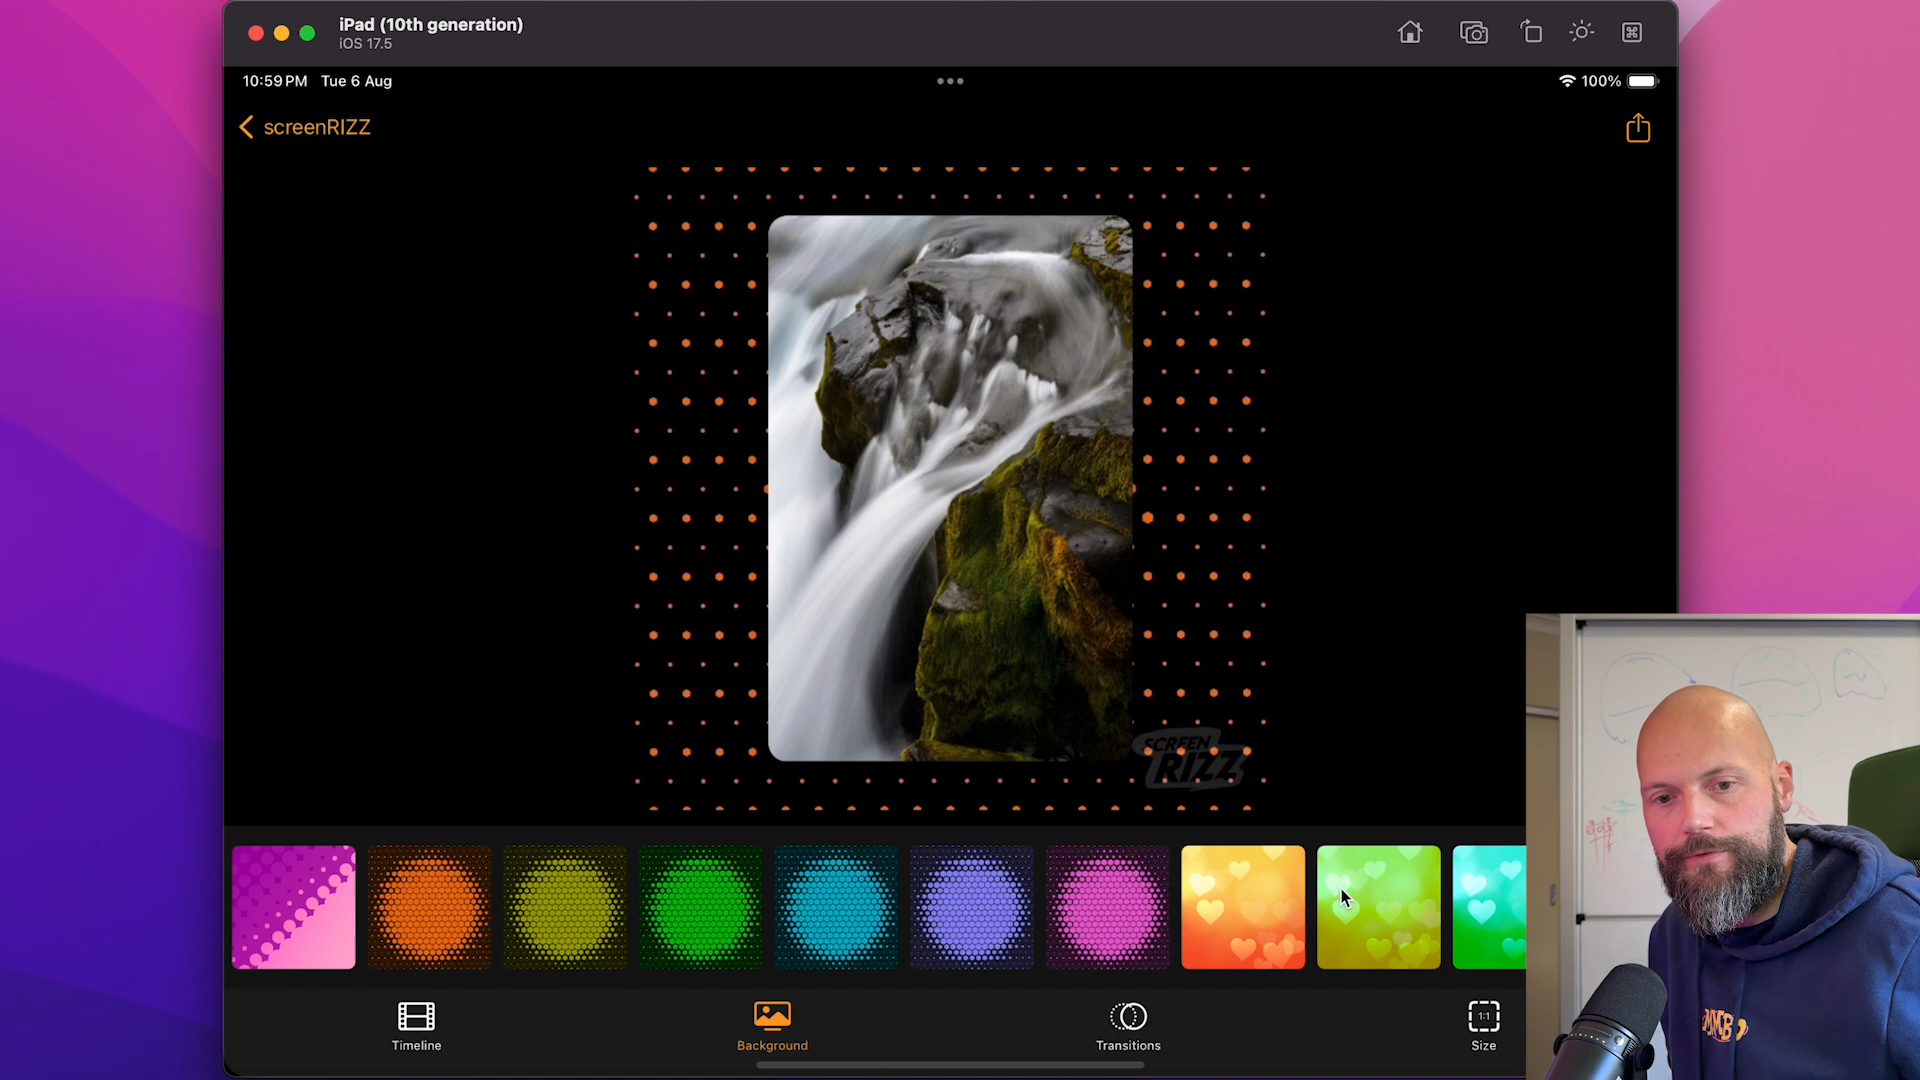 iPad (10th generation)
iOS 17.5
10:59 PM Tue 6 Aug
100%
screenRIZZ
SCREEN
RIZZ
Timeline
Background
Transitions
1:1
Size